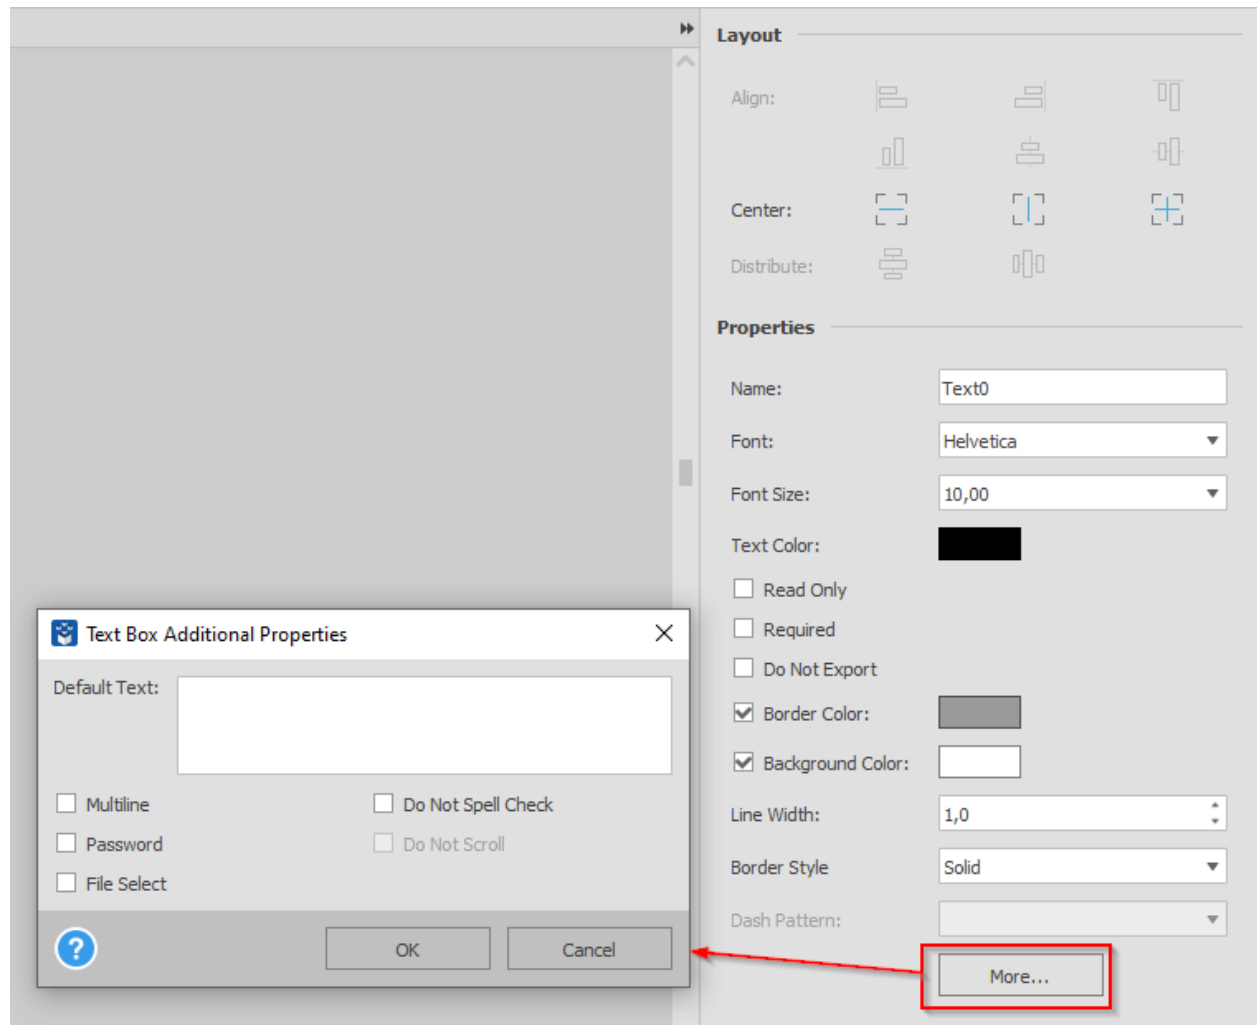 Layout
Align:
Center:
Distribute:
Properties
Name: Text0
Font: Helvetica
Font Size: 10,00
Text Color:
Read Only
Required
Do Not Export
Border Color:
Background Color:
Line Width: 1,0
Border Style Solid
Dash Pattern:
More...
Text Box Additional Properties
Default Text:
Multiline Do Not Spell Check
Password Do Not Scroll
File Select
? OK Cancel